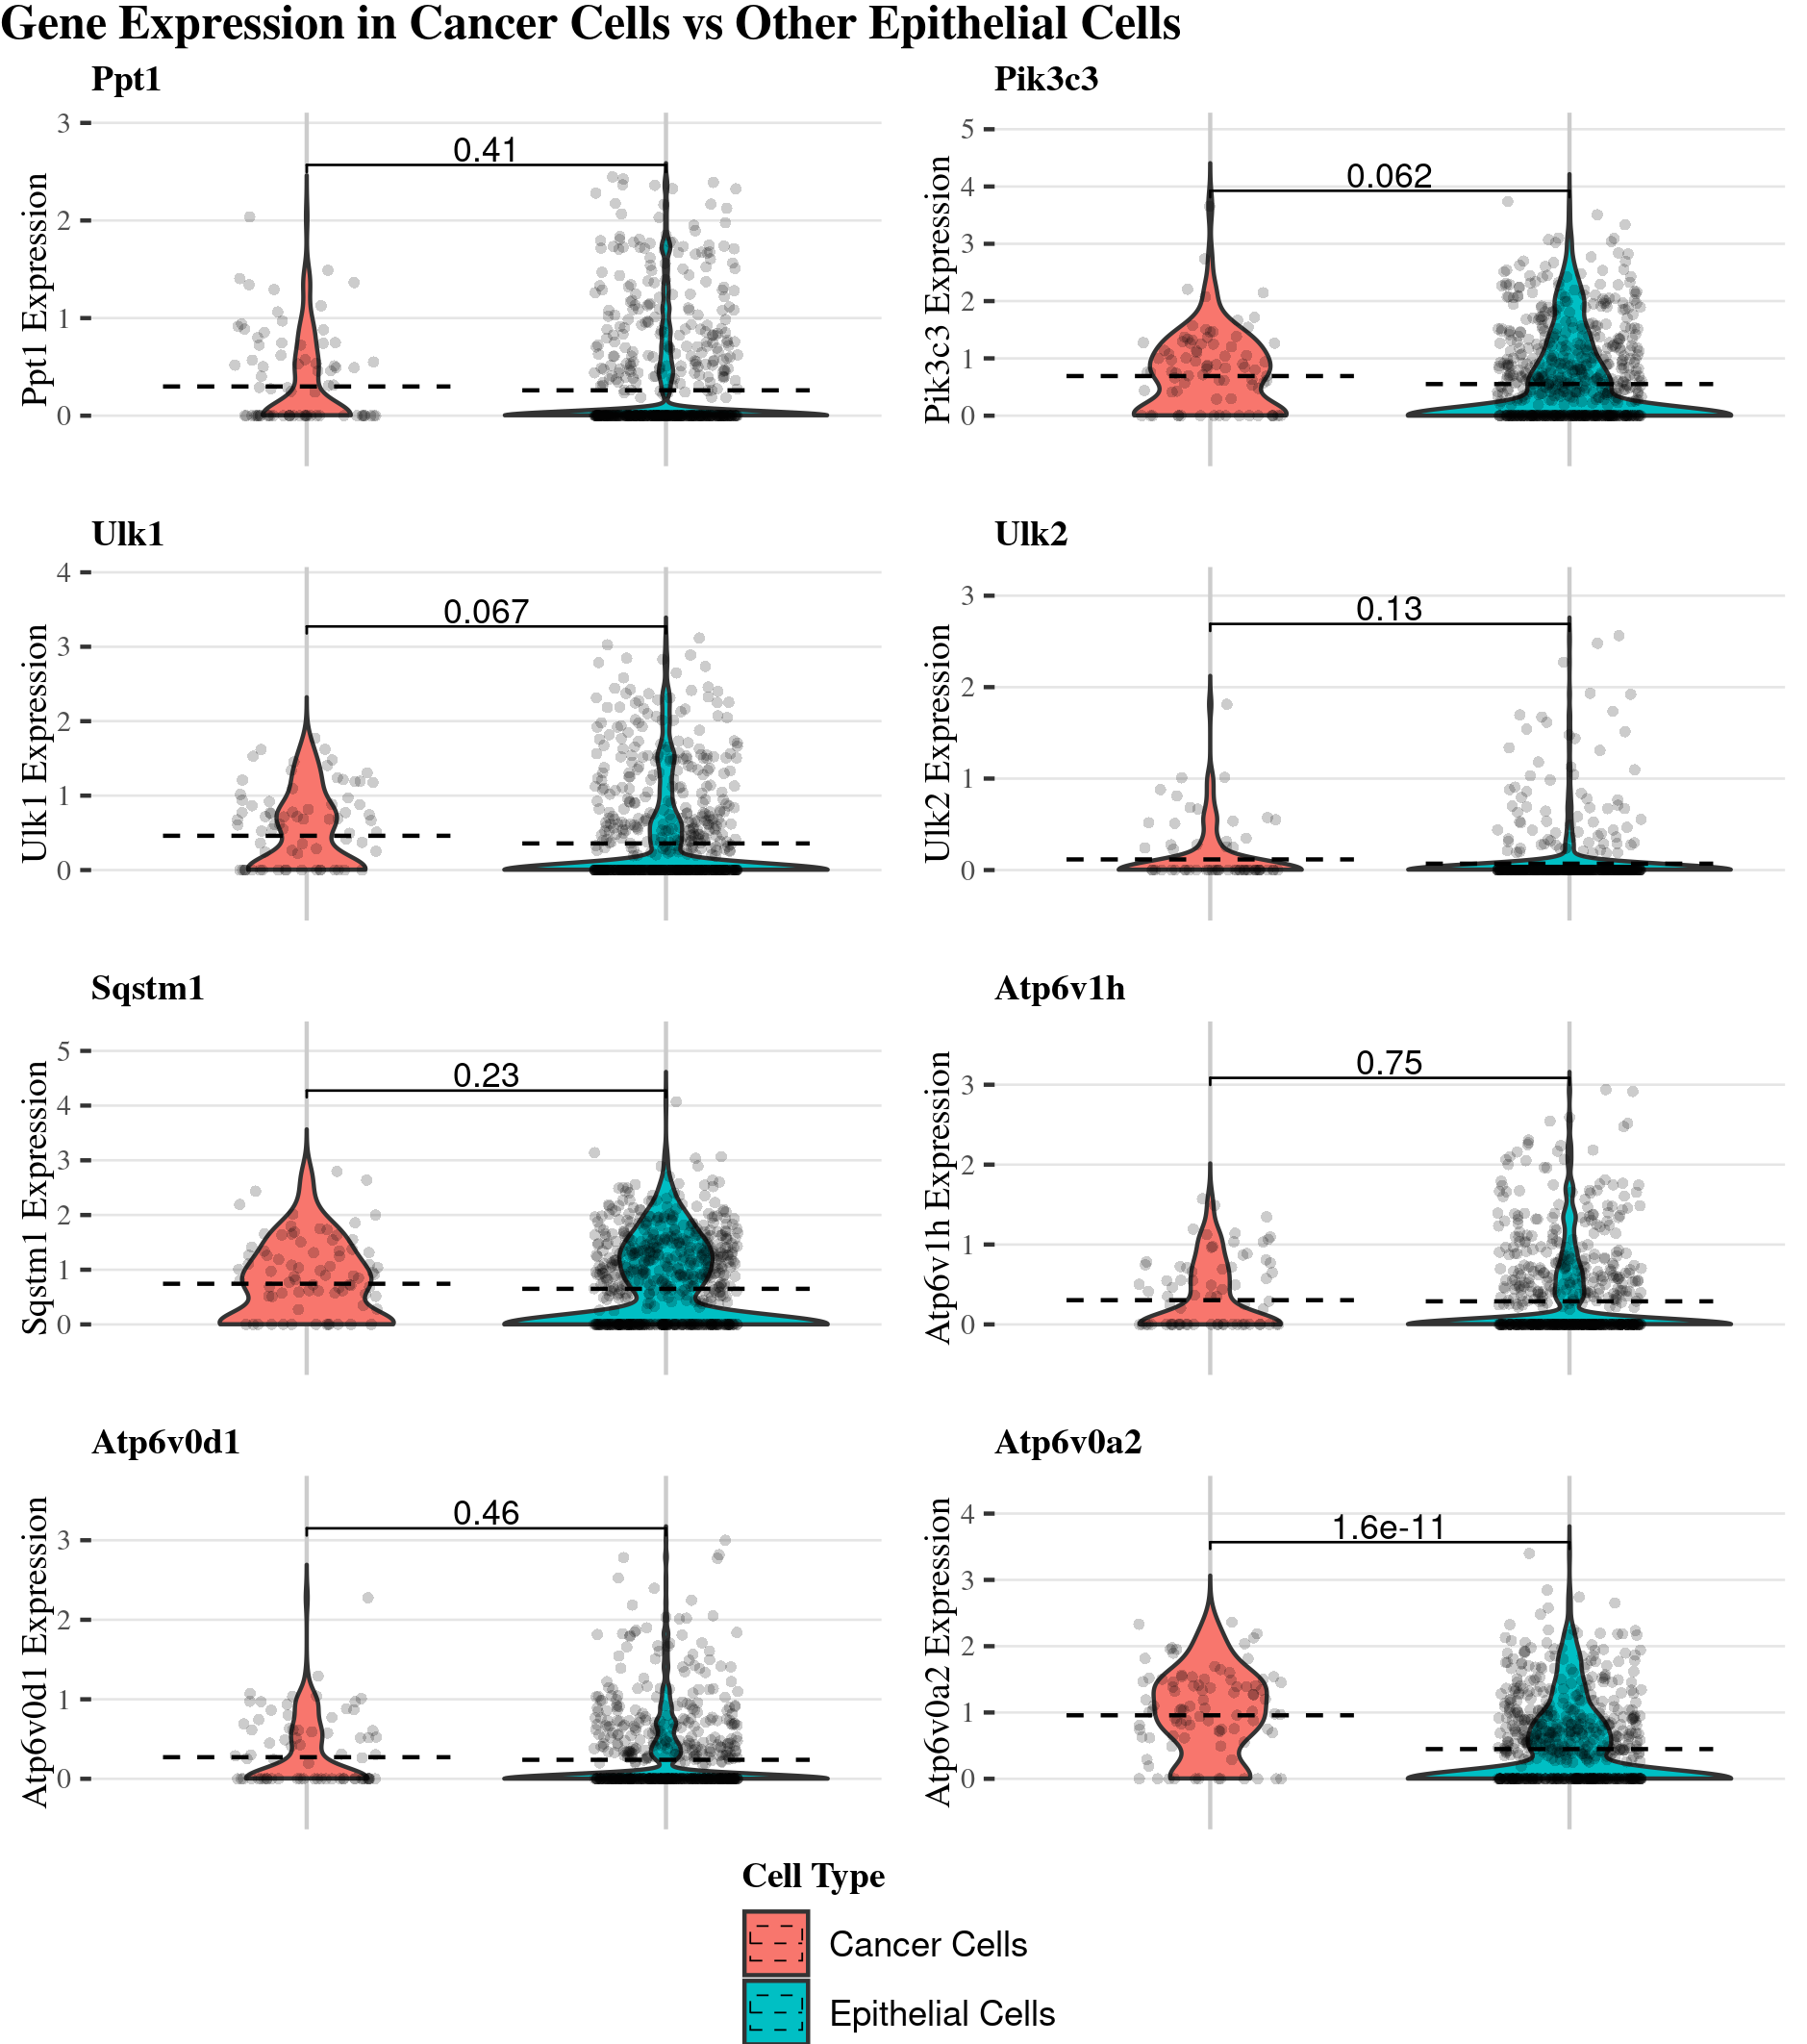 Gene Expression in Cancer Cells vs Other Epithelial Cells
Ppt1
Ppt1 Expression
3
2
1
0
0.41
Pik3c3
Pik3c3 Expression
5
4
3
2
1
0
0.062
Ulk1
Ulk1 Expression
4
3
2
1
0
0.067
Ulk2
Ulk2 Expression
3
2
1
0
0.13
Sqstm1
Sqstm1 Expression
5
4
3
2
1
0
0.23
Atp6v1h
Atp6v1h Expression
3
2
1
0
0.75
Atp6v0d1
Atp6v0d1 Expression
3
2
1
0
0.46
Atp6v0a2
Atp6v0a2 Expression
4
3
2
1
0
1.6e-11
Cell Type
Cancer Cells
Epithelial Cells